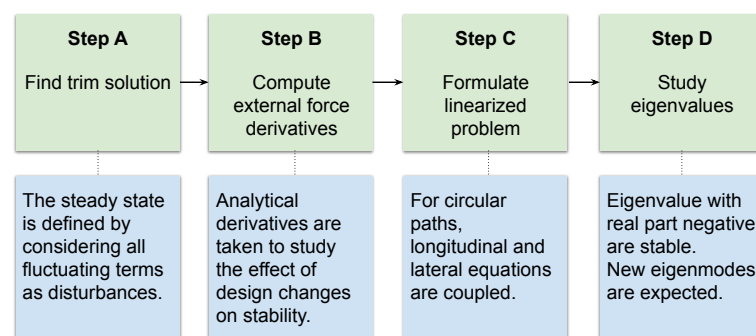 Step A
Find trim solution
Step B
Compute
external force
derivatives
Step C
Formulate
linearized
problem
Step D
Study
eigenvalues
The steady state
is defined by
considering all
fluctuating terms
as disturbances.
Analytical
derivatives are
taken to study
the effect of
design changes
on stability.
For circular
paths,
longitudinal and
lateral equations
are coupled.
Eigenvalue with
real part negative
are stable.
New eigenmodes
are expected.